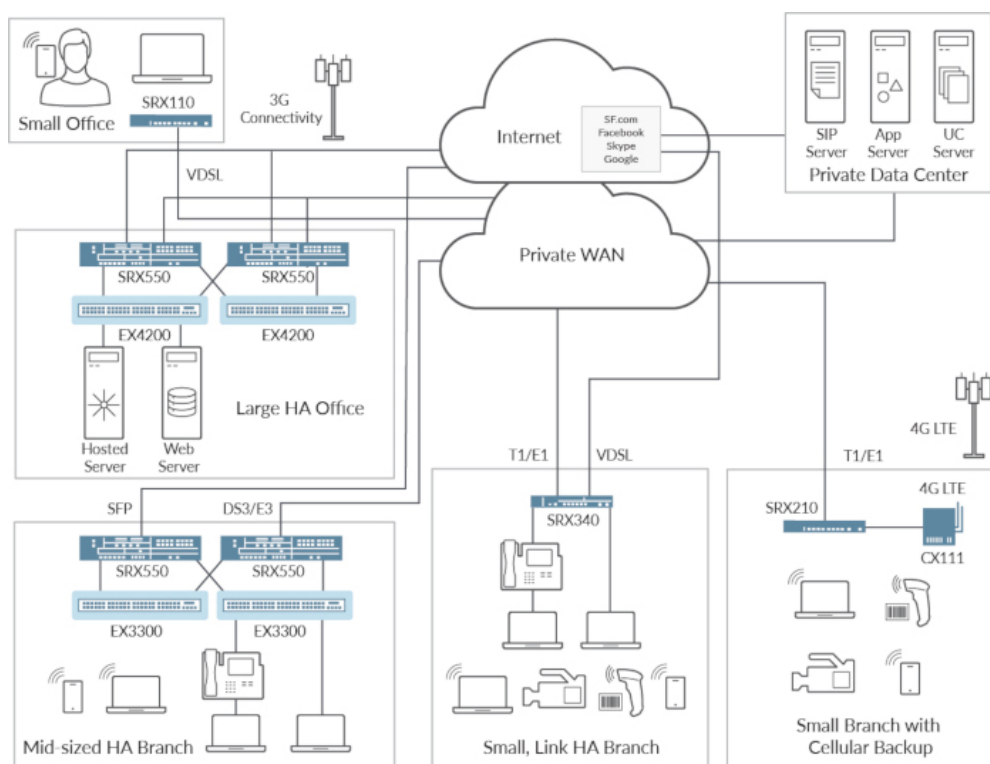 SRX110
Small Office
3G
Connectivity
VDSL
Internet
SF.com
Facebook
Skype
Google
SIP
Server
App
Server
UC
Server
Private Data Center
Private WAN
SRX550
SRX550
EX4200
EX4200
Hosted
Server
Web
Server
Large HA Office
SFP
DS3/E3
SRX550
SRX550
EX3300
EX3300
Mid-sized HA Branch
T1/E1
VDSL
SRX340
Small, Link HA Branch
4G LTE
T1/E1
4G LTE
SRX210
CX111
Small Branch with
Cellular Backup